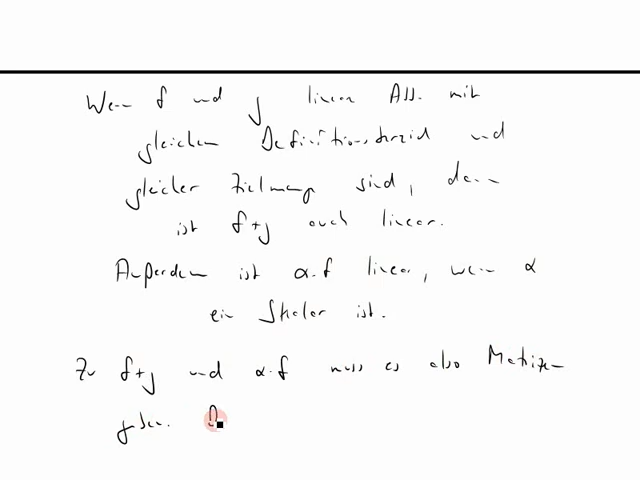 Wenn f und g linear Abb. mit
gleichem Definitionsbereich und
gleicher Zielmenge sind, dann
ist f+g auch linear.
Außerdem ist α·f linear, wenn α
ein Skalar ist.
Zu f+g und α·f muss es also Matrizen
geben.